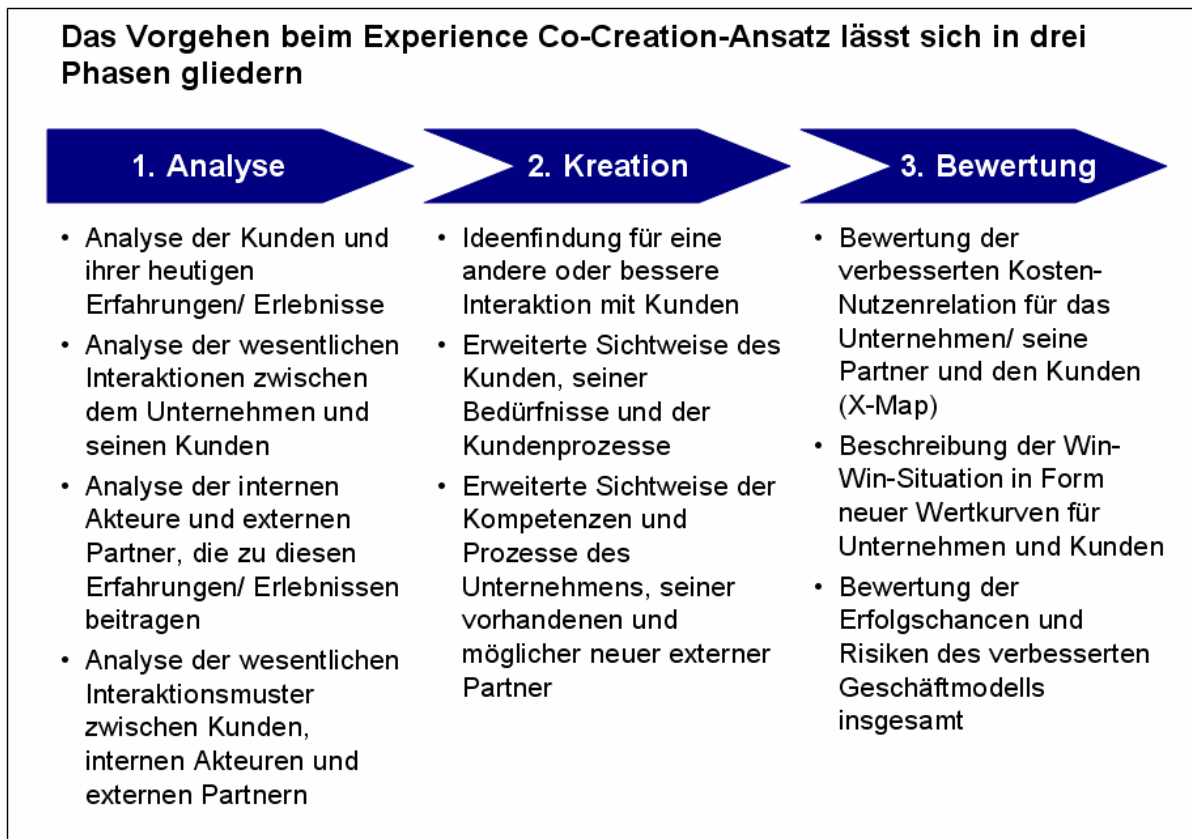 Das Vorgehen beim Experience Co-Creation-Ansatz lässt sich in drei
Phasen gliedern
1. Analyse
• Analyse der Kunden und
ihrer heutigen
Erfahrungen/ Erlebnisse
• Analyse der wesentlichen
Interaktionen zwischen
dem Unternehmen und
seinen Kunden
• Analyse der internen
Akteure und externen
Partner, die zu diesen
Erfahrungen/ Erlebnissen
beitragen
• Analyse der wesentlichen
Interaktionsmuster
zwischen Kunden,
internen Akteuren und
externen Partnern
2. Kreation
• Ideenfindung für eine
andere oder bessere
Interaktion mit Kunden
• Erweiterte Sichtweise des
Kunden, seiner
Bedürfnisse und der
Kundenprozesse
• Erweiterte Sichtweise der
Kompetenzen und
Prozesse des
Unternehmens, seiner
vorhandenen und
möglicher neuer externer
Partner
3. Bewertung
• Bewertung der
verbesserten Kosten-
Nutzenrelation für das
Unternehmen/ seine
Partner und den Kunden
(X-Map)
• Beschreibung der Win-
Win-Situation in Form
neuer Wertkurven für
Unternehmen und Kunden
• Bewertung der
Erfolgschancen und
Risiken des verbesserten
Geschäftmodells
insgesamt